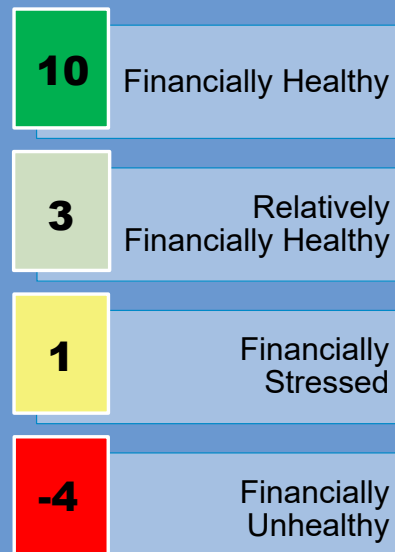 10
Financially Healthy
3
Relatively
Financially Healthy
1
Financially
Stressed
-4
Financially
Unhealthy